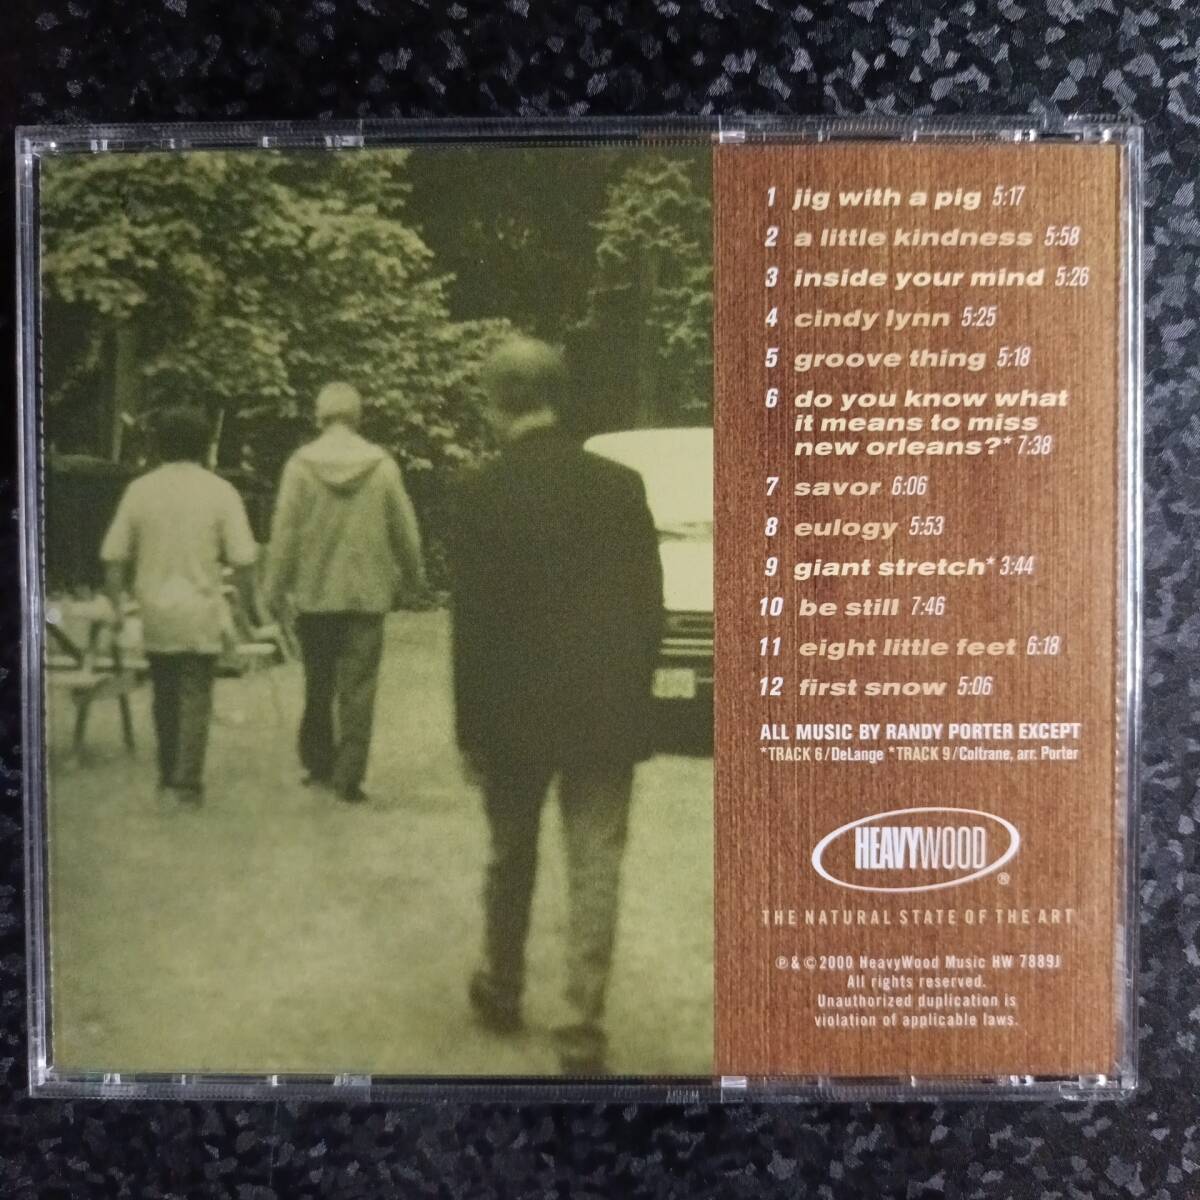 1 jig with a pig 5:17
2 a little kindness 5:58
3 inside your mind 5:26
4 cindy lynn 5:25
5 groove thing 5:18
6 do you know what
it means to miss
new orleans?* 7:38
7 savor 6:06
8 eulogy 5:53
9 giant stretch* 3:44
10 be still 7:46
11 eight little feet 6:18
12 first snow 5:06
ALL MUSIC BY RANDY PORTER EXCEPT
*TRACK 6/DeLange *TRACK 9/Coltrane, arr. Porter
HEAVYWOOD
®
THE NATURAL STATE OF THE ART
℗&©2000 HeavyWood Music HW 7889J
All rights reserved.
Unauthorized duplication is
violation of applicable laws.